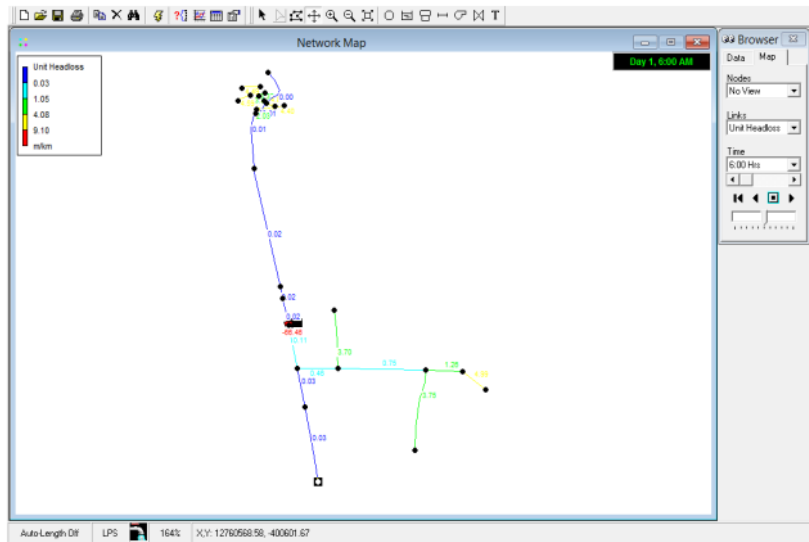 Network Map
Browser
Day 1, 6:00 AM
Data Map
Unit Headloss
0.03
1.05
4.08
9.10
m/km
Nodes
No View
Links
Unit Headloss
Time
6:00 Hrs
0.00
0.01
0.02
0.02
0.02
-66.46
0.11
3.70
0.46
0.79
1.26
0.03
3.79
0.03
Auto-Length Off LPS 164% X,Y: 12760568.58, -400601.67